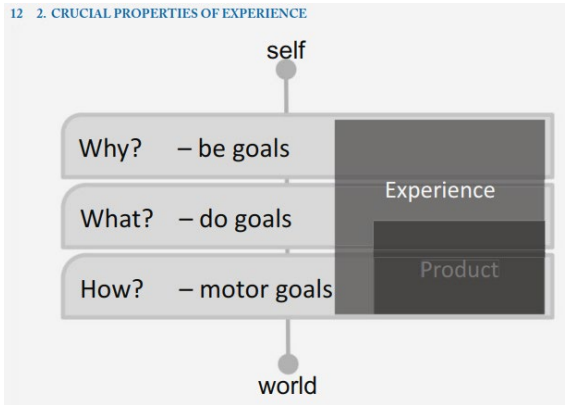 12 2. CRUCIAL PROPERTIES OF EXPERIENCE
self
Why? – be goals
Experience
What? – do goals
Product
How? – motor goals
world